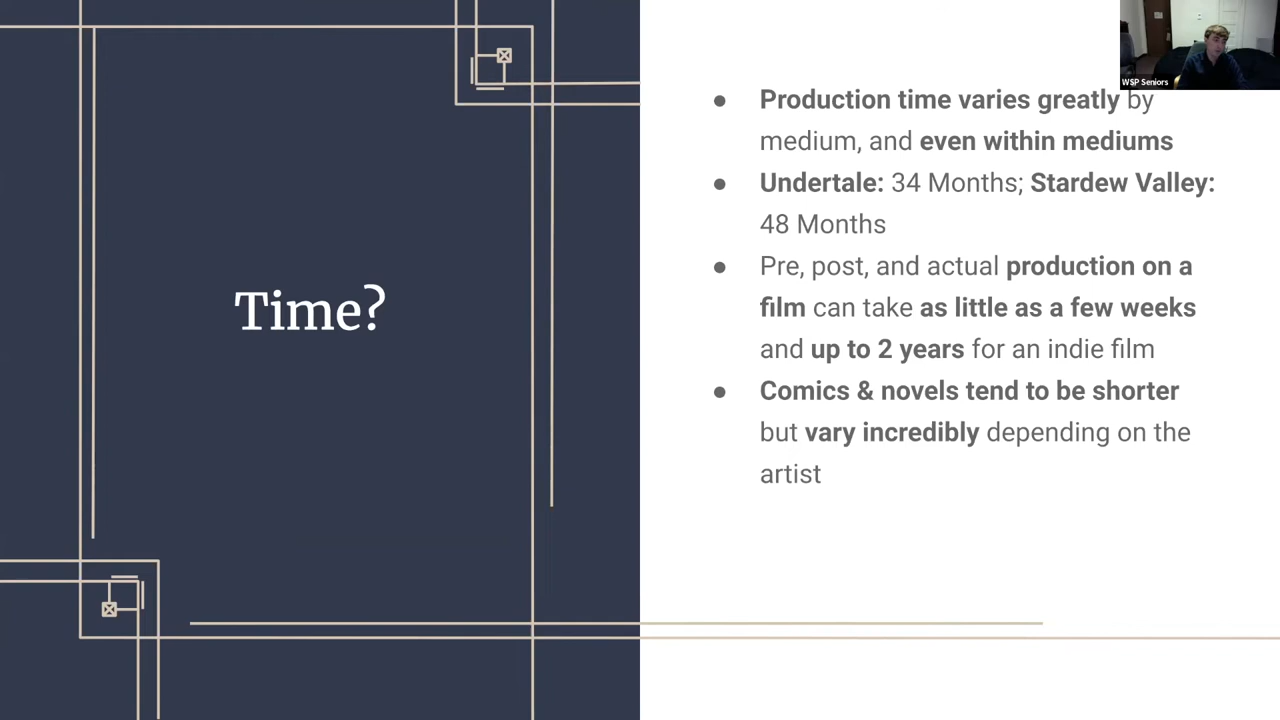 Time?
WSP Seniors
● Production time varies greatly by
medium, and even within mediums
● Undertale: 34 Months; Stardew Valley:
48 Months
● Pre, post, and actual production on a
film can take as little as a few weeks
and up to 2 years for an indie film
● Comics & novels tend to be shorter
but vary incredibly depending on the
artist